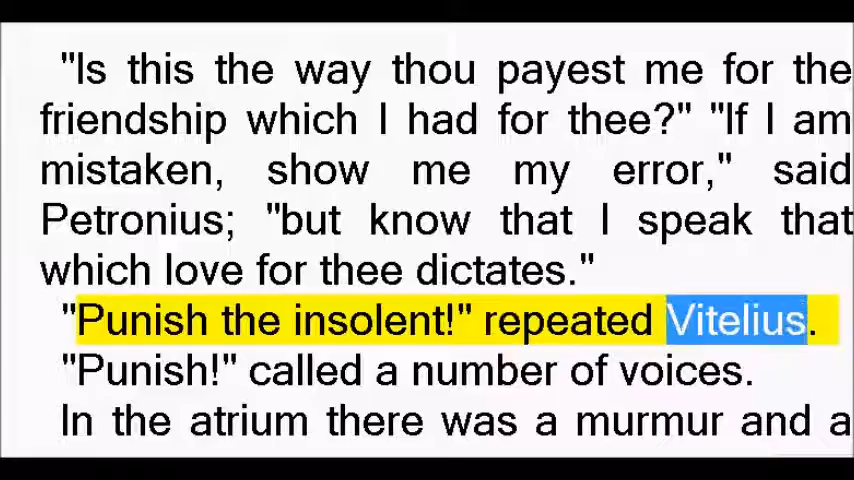 "Is this the way thou payest me for the
friendship which I had for thee?" "If I am
mistaken, show me my error," said
Petronius; "but know that I speak that
which love for thee dictates."
"Punish the insolent!" repeated Vitelius.
"Punish!" called a number of voices.
In the atrium there was a murmur and a